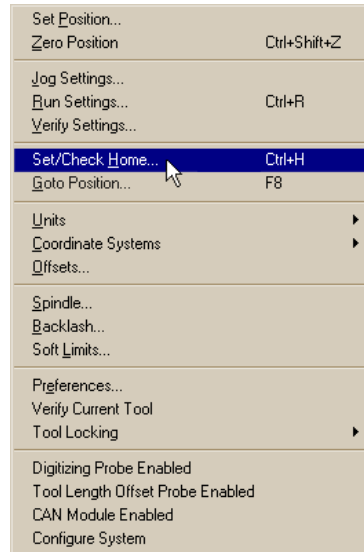 Set Position...
Zero Position Ctrl+Shift+Z
Jog Settings...
Run Settings... Ctrl+R
Verify Settings...
Set/Check Home... Ctrl+H
Goto Position... F8
Units
Coordinate Systems
Offsets...
Spindle...
Backlash...
Soft Limits...
Preferences...
Verify Current Tool
Tool Locking
Digitizing Probe Enabled
Tool Length Offset Probe Enabled
CAN Module Enabled
Configure System